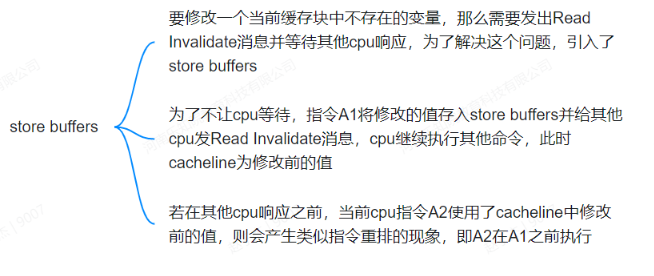 要修改一个当前缓存块中不存在的变量，那么需要发出Read
Invalidate消息并等待其他cpu响应，为了解决这个问题，引入了
store buffers
store buffers
为了不让cpu等待，指令A1将修改的值存入store buffers并给其他
cpu发Read Invalidate消息，cpu继续执行其他命令，此时
cacheline为修改前的值
若在其他cpu响应之前，当前cpu指令A2使用了cacheline中修改
前的值，则会产生类似指令重排的现象，即A2在A1之前执行